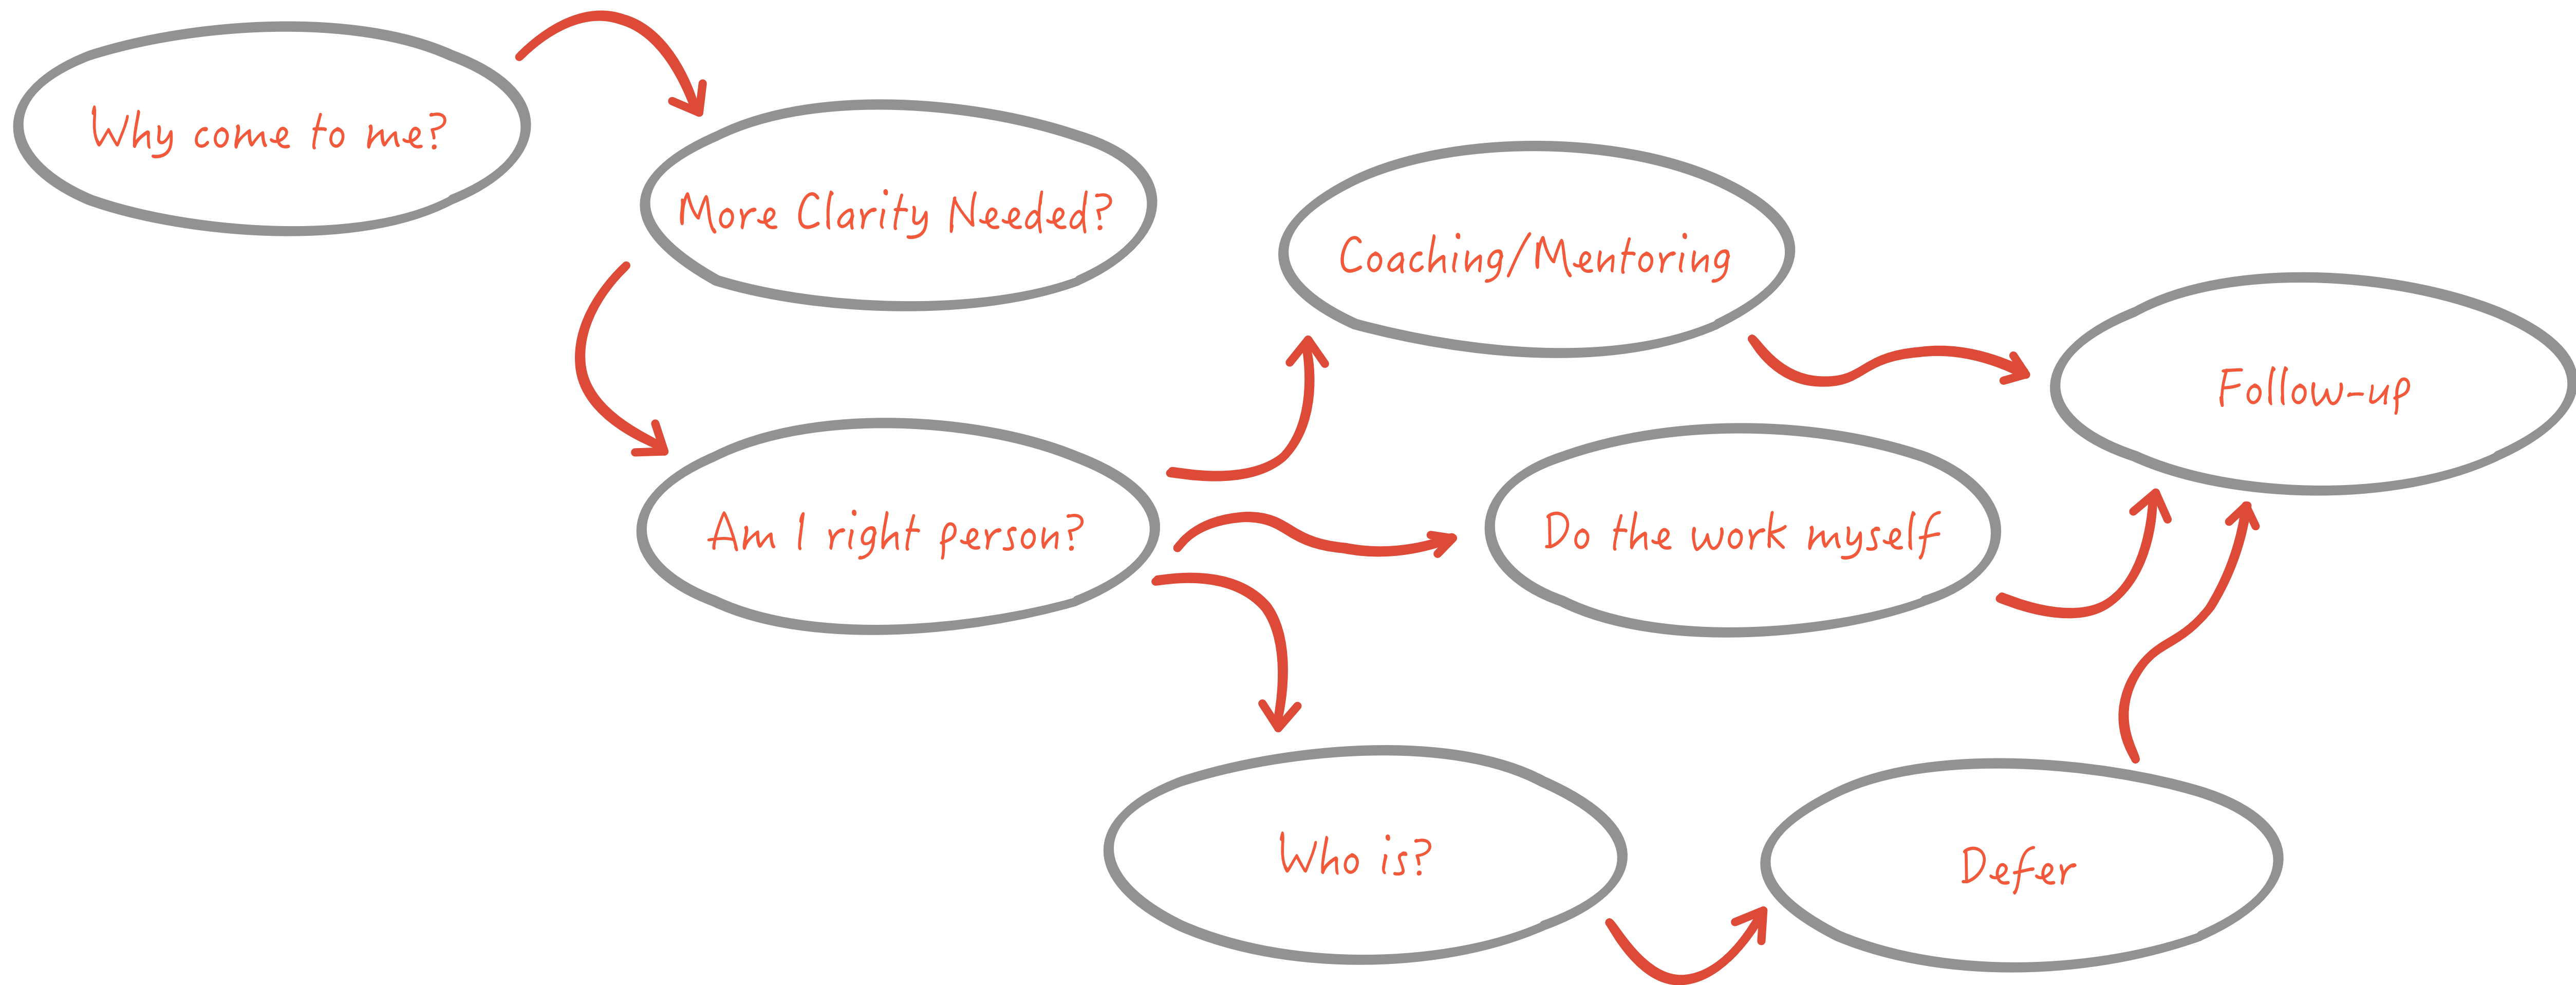 Why come to me?
More Clarity Needed?
Coaching/Mentoring
Follow-up
Am I right person?
Do the work myself
Who is?
Defer